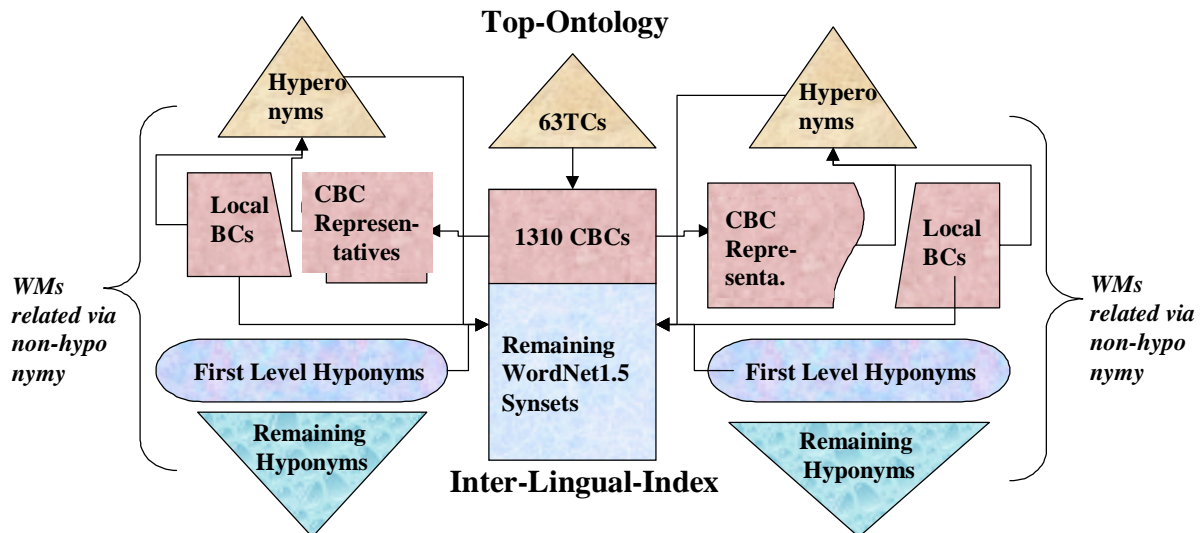 Top-Ontology
Hypero
nyms
63TCs
Hypero
nyms
Local
BCs
CBC
Represen-
tatives
1310 CBCs
CBC
Repre-
senta.
Local
BCs
WMs
related via
non-hypo
nymy
WMs
related via
non-hypo
nymy
First Level Hyponyms
Remaining
WordNet1.5
Synsets
First Level Hyponyms
Remaining
Hyponyms
Remaining
Hyponyms
Inter-Lingual-Index